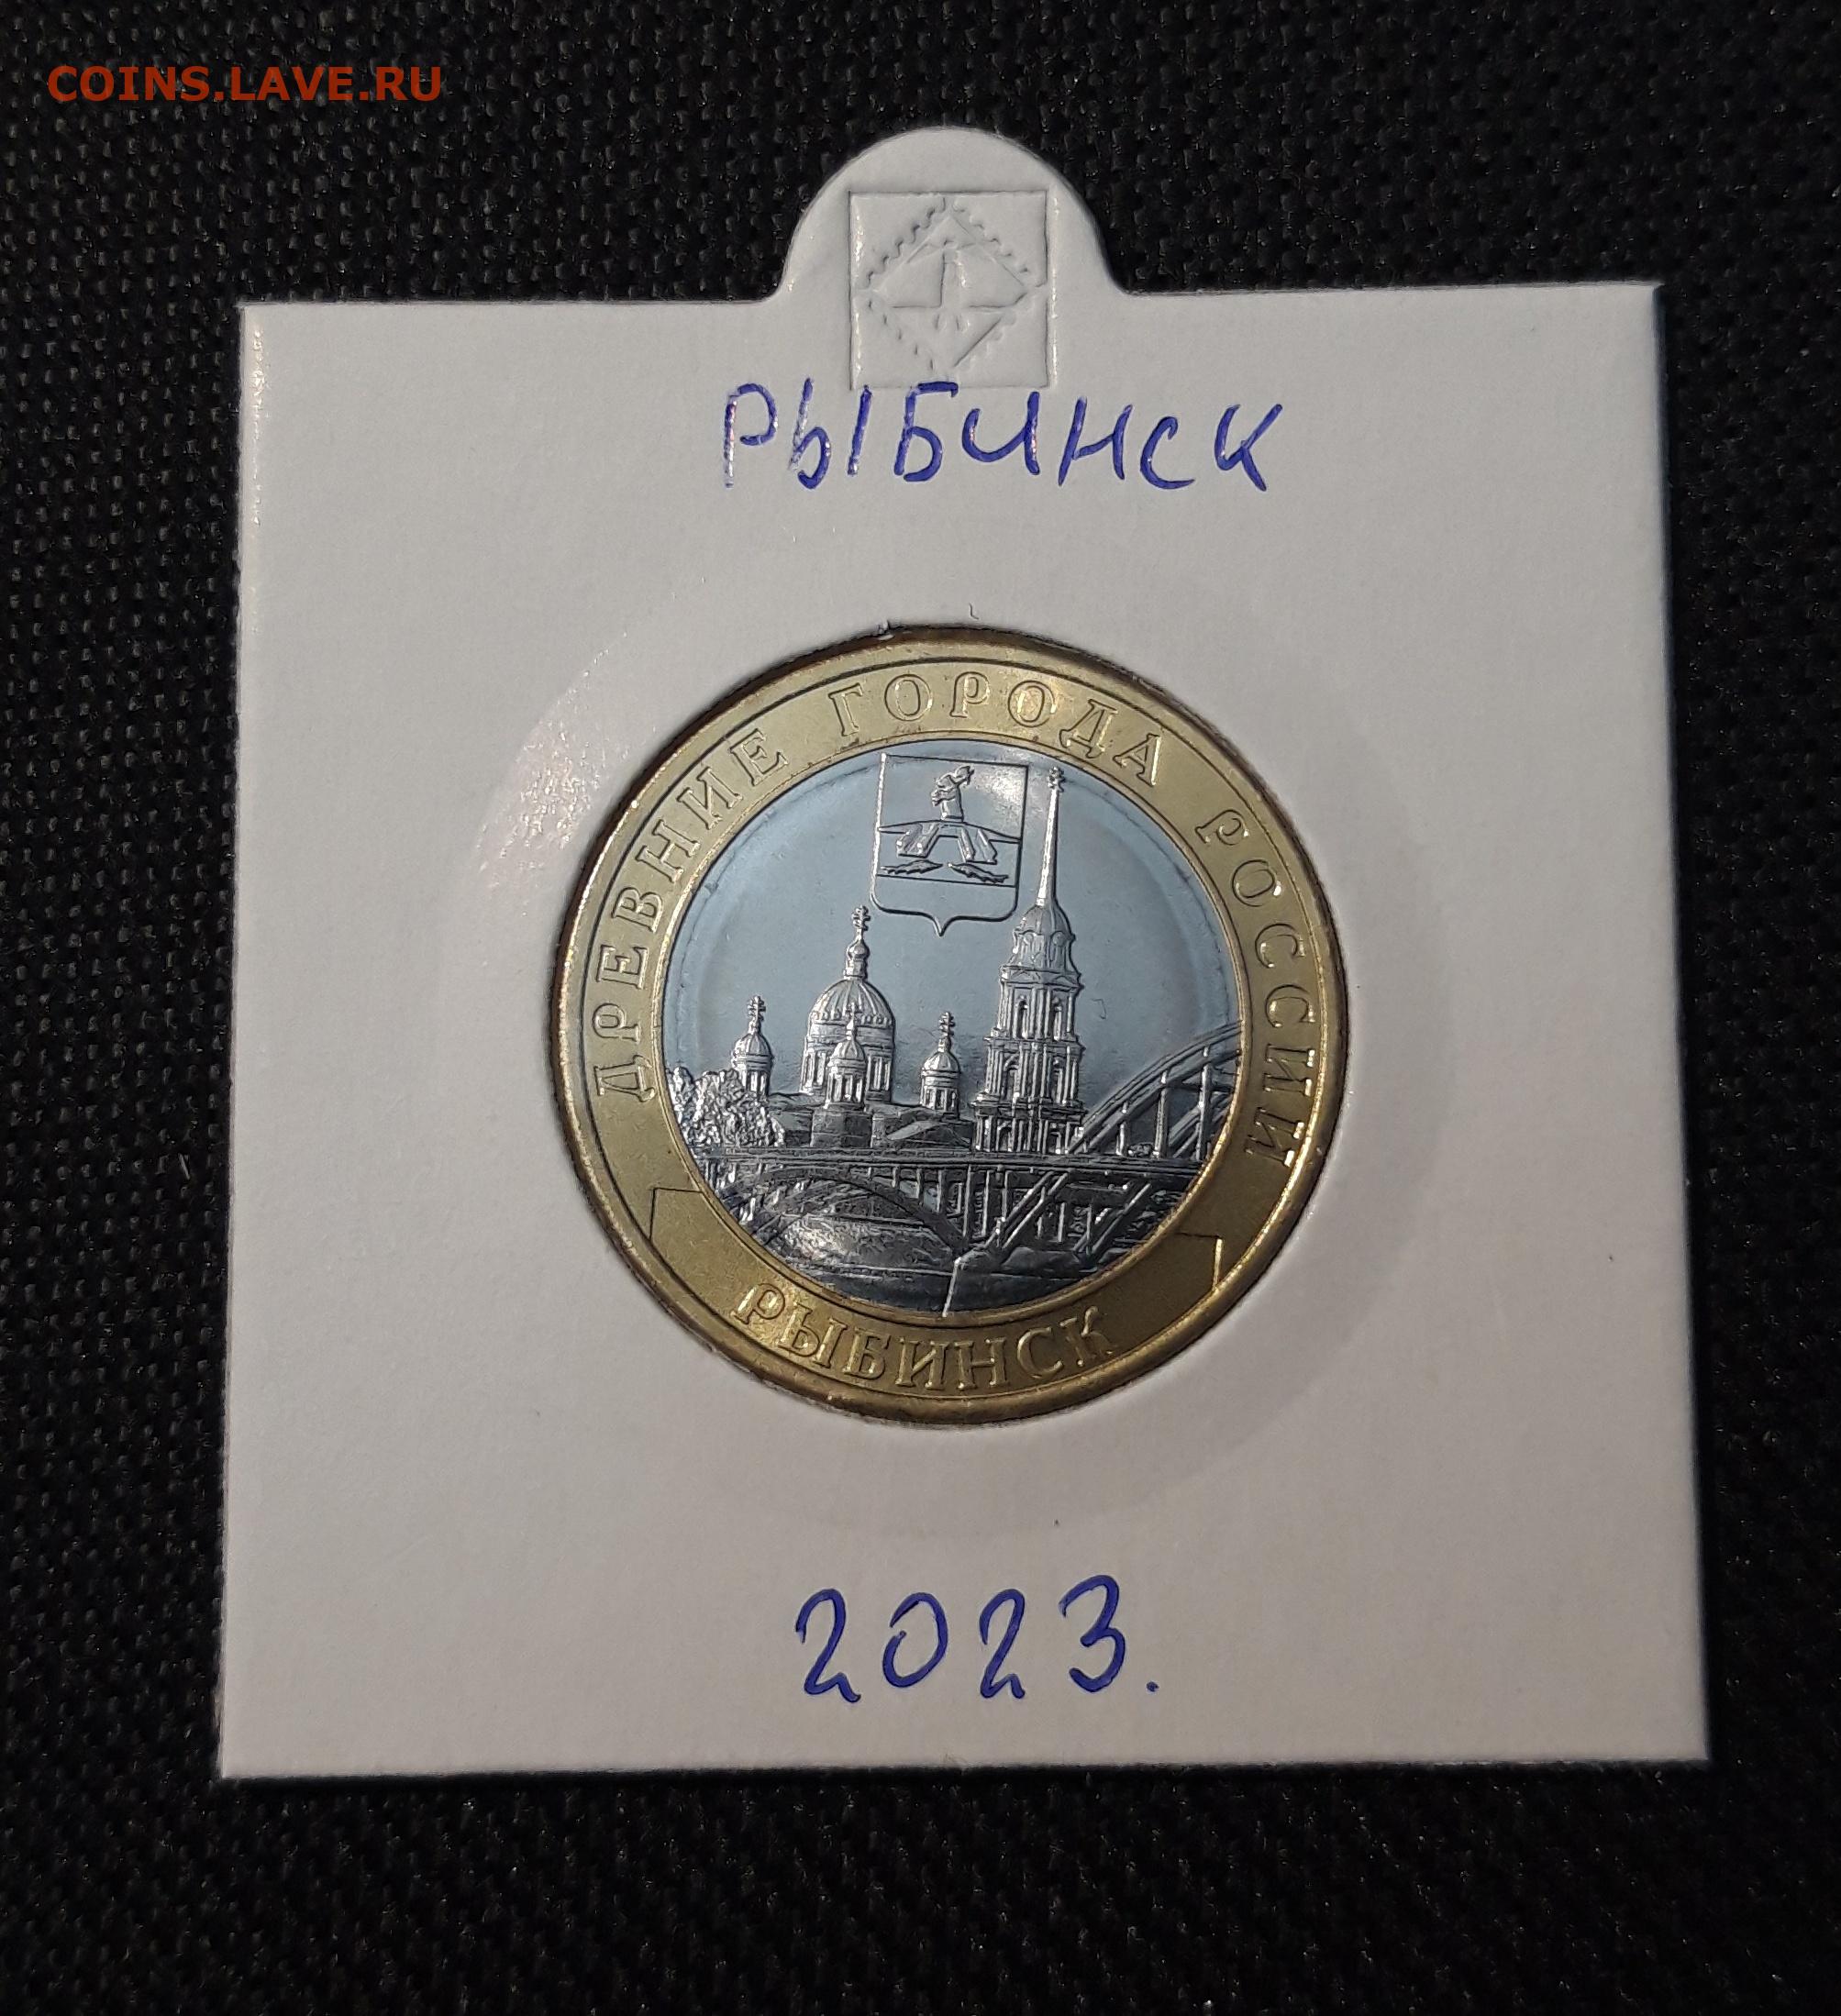 COINS.LAVE.RU
РЫБИНСК
ДРЕВНИЕ ГОРОДА РОССИИ
РЫБИНСК
2023.